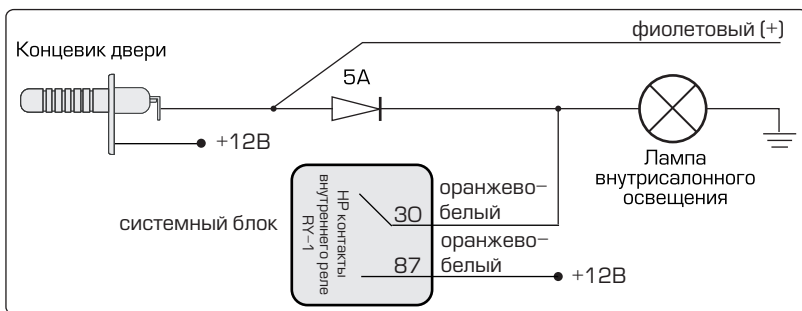 фиолетовый (+)
Концевик двери
5А
+12В
Лампа
внутрисалонного
освещения
системный блок
НР контакты
внутреннего реле
RY-1
30
оранжево-
белый
87
оранжево-
белый
+12В